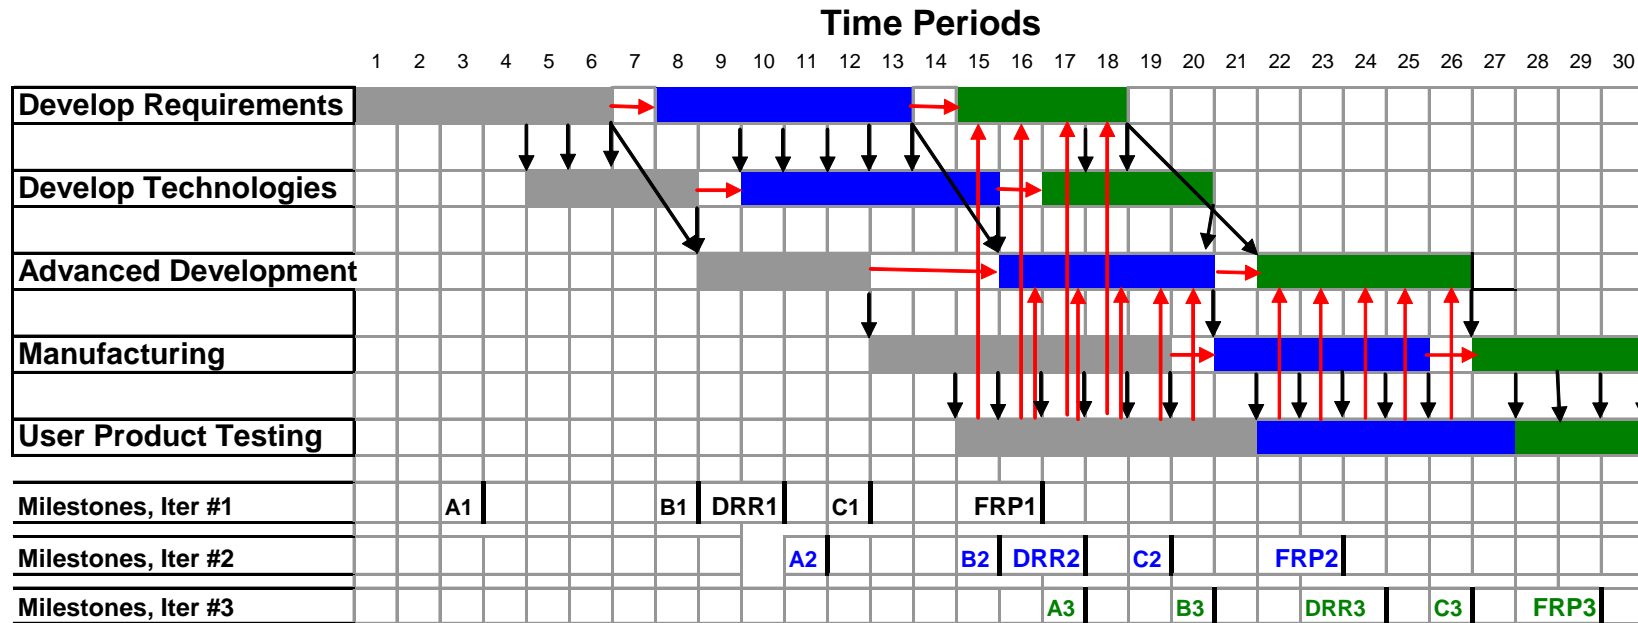 Time Periods
1 2 3 4 5 6 7 8 9 10 11 12 13 14 15 16 17 18 19 20 21 22 23 24 25 26 27 28 29 30
Develop Requirements
Develop Technologies
Advanced Development
Manufacturing
User Product Testing
Milestones, Iter #1 A1 B1 DRR1 C1 FRP1
Milestones, Iter #2 A2 B2 DRR2 C2 FRP2
Milestones, Iter #3 A3 B3 DRR3 C3 FRP3